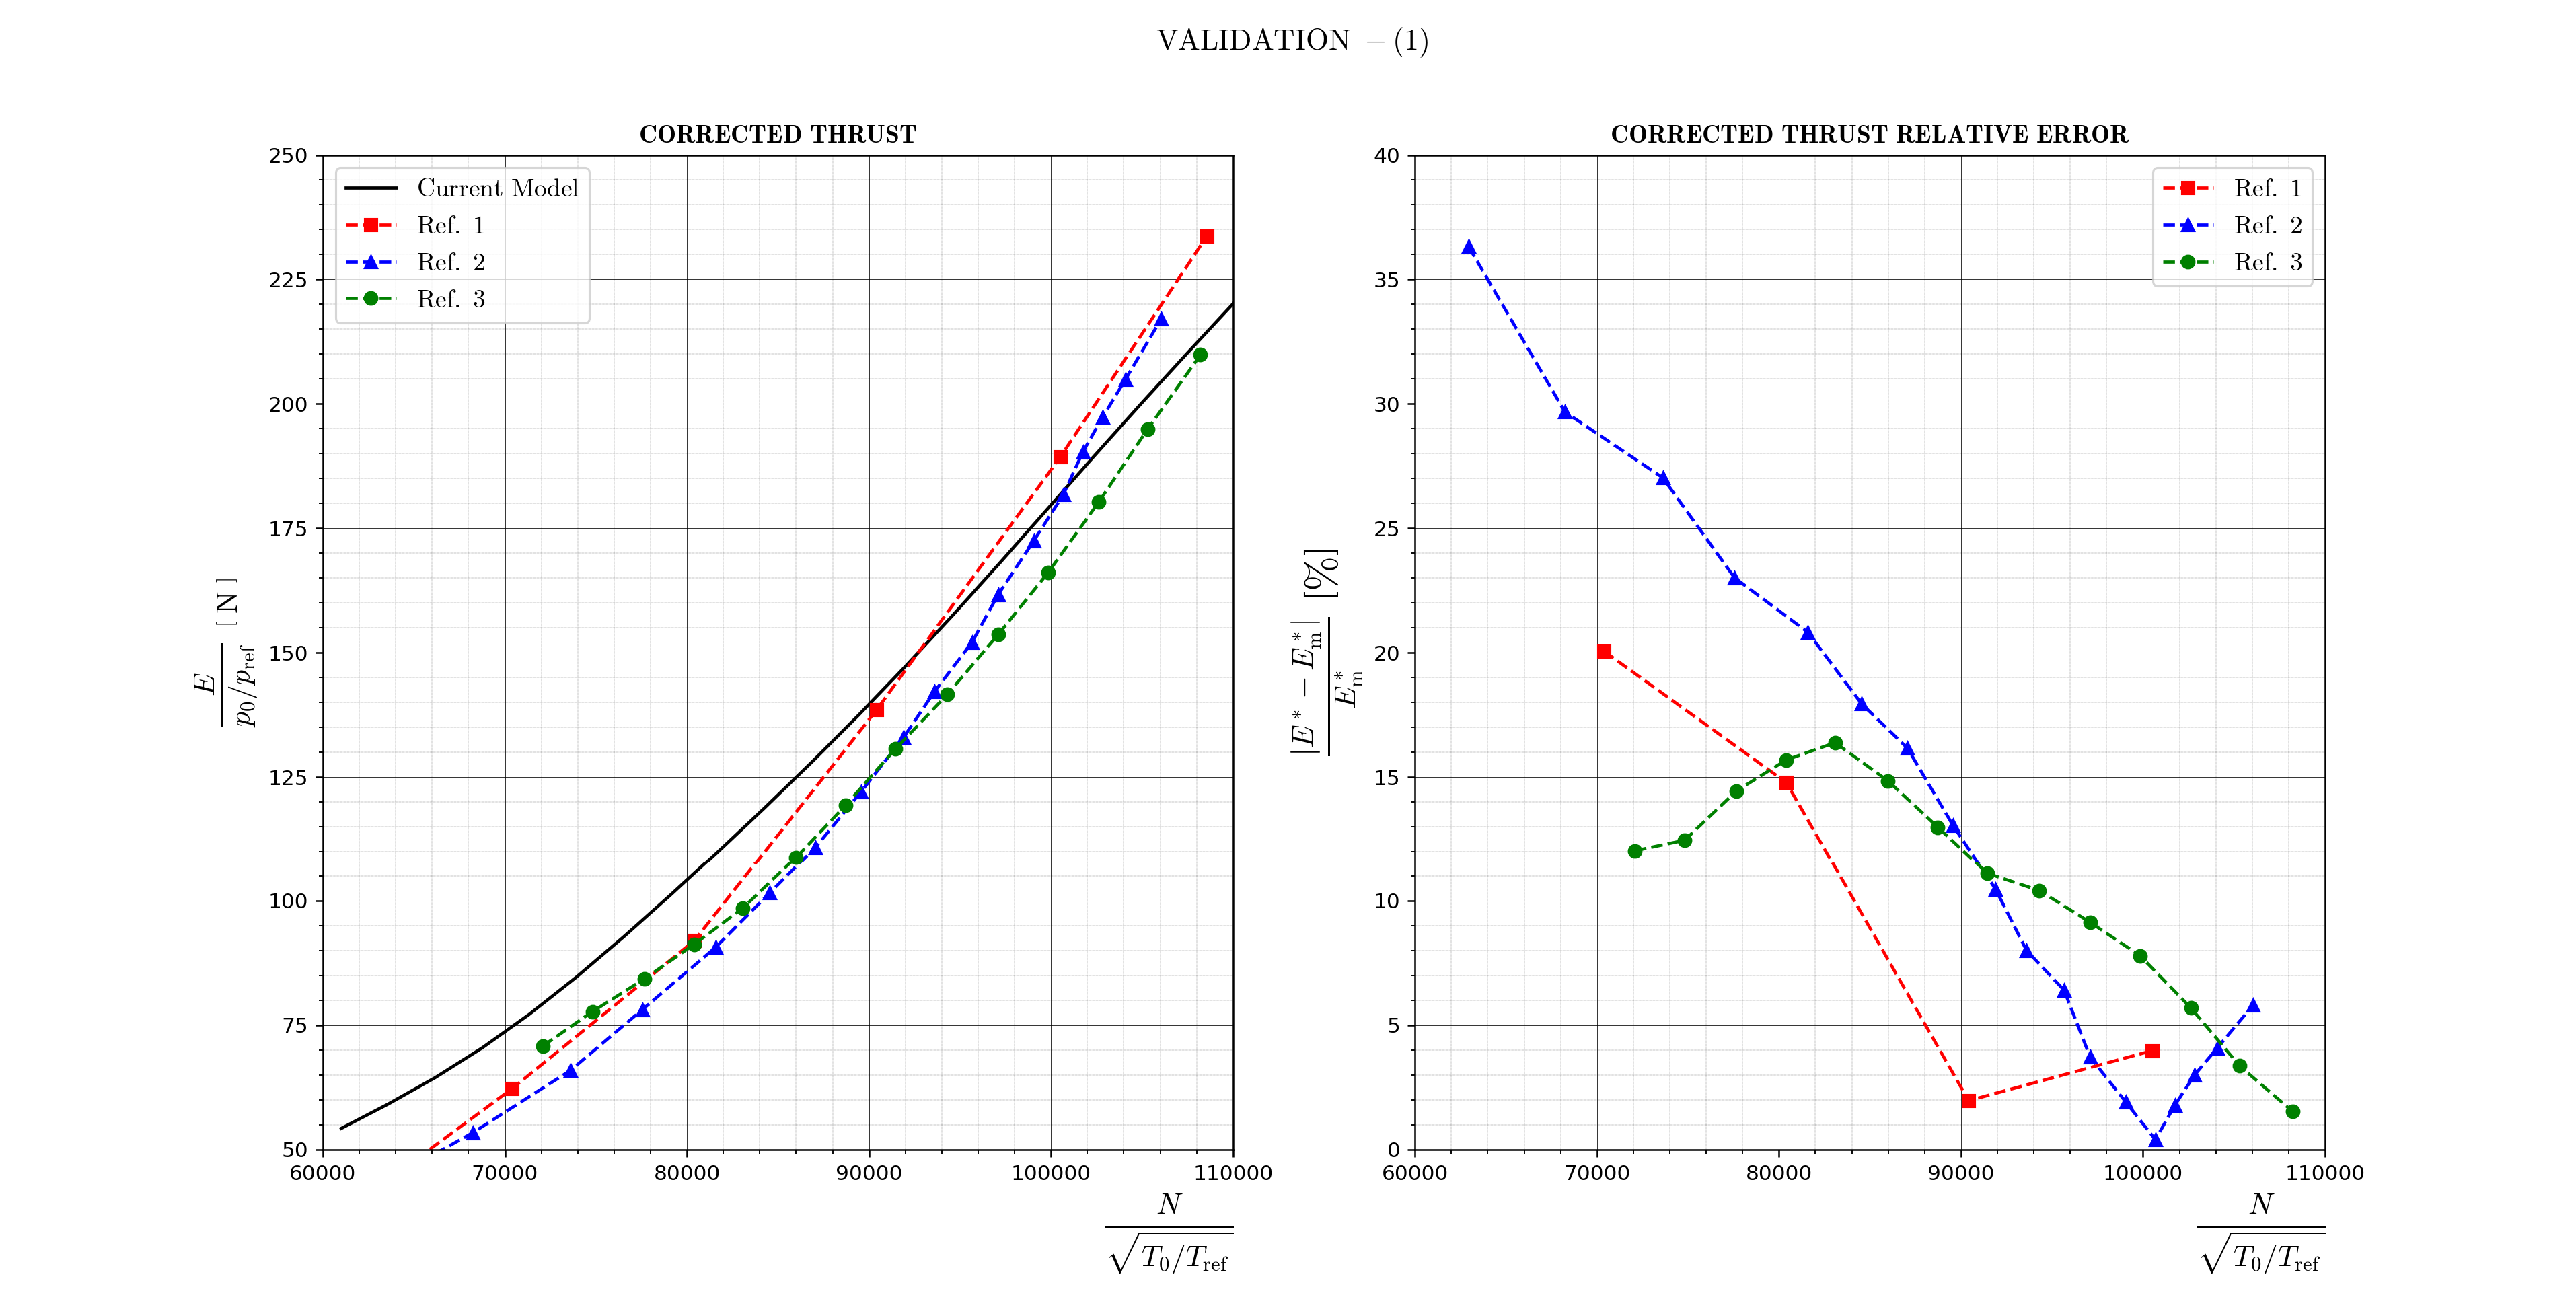 VALIDATION − (1)
CORRECTED THRUST
250
225
200
175
150
125
100
75
50
60000 70000 80000 90000 100000 110000
Current Model
Ref. 1
Ref. 2
Ref. 3
E
p0/pref [ N ]
N
√T0/Tref
CORRECTED THRUST RELATIVE ERROR
40
35
30
25
20
15
10
5
0
60000 70000 80000 90000 100000 110000
Ref. 1
Ref. 2
Ref. 3
|E* − E*m|
E*m [%]
N
√T0/Tref